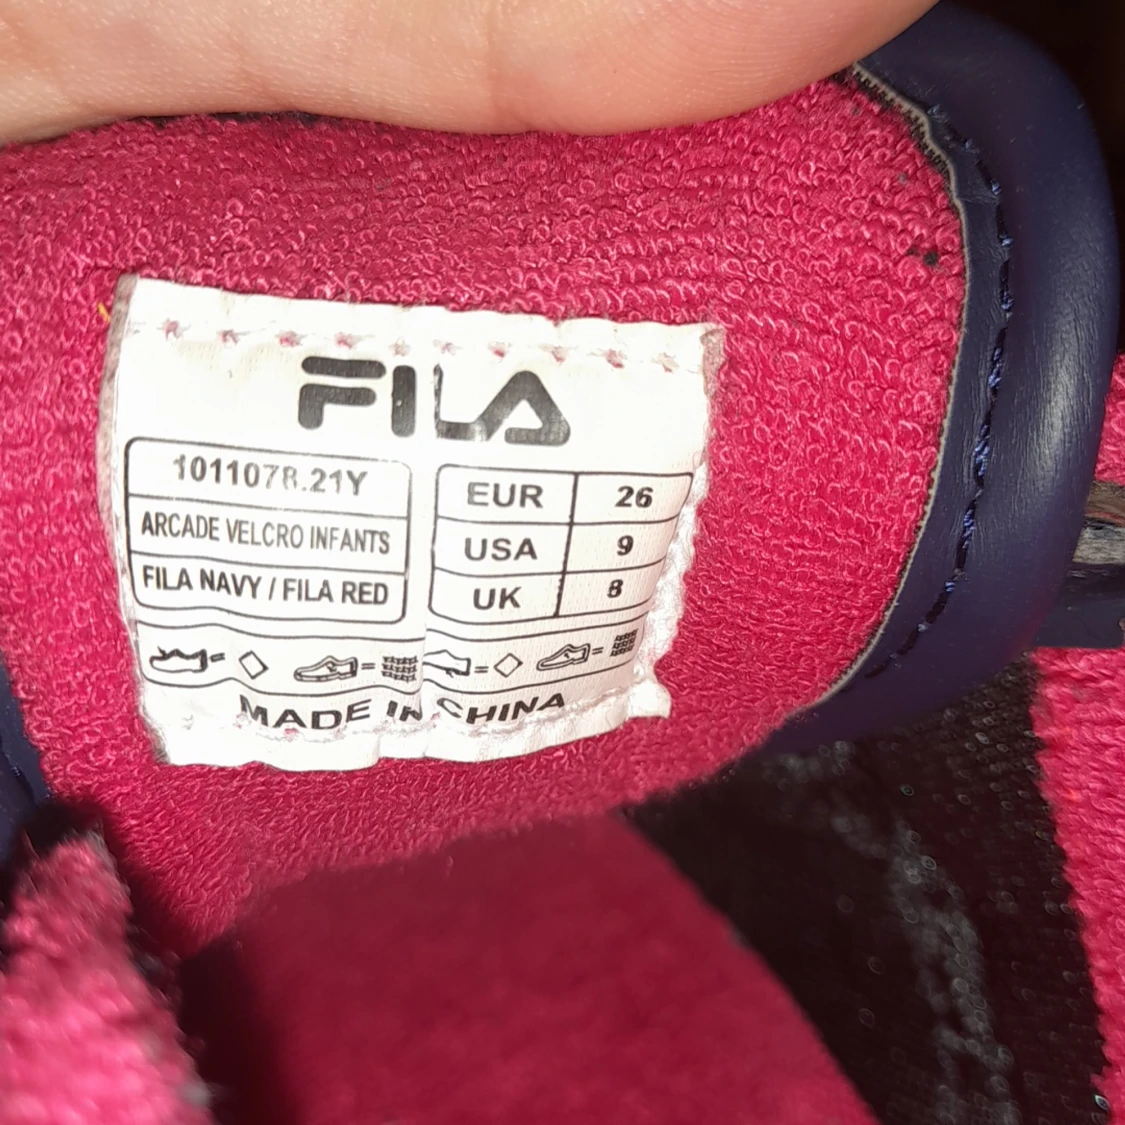 FILA
1011078.21Y
ARCADE VELCRO INFANTS
FILA NAVY / FILA RED
EUR 26
USA 9
UK 8
MADE IN CHINA